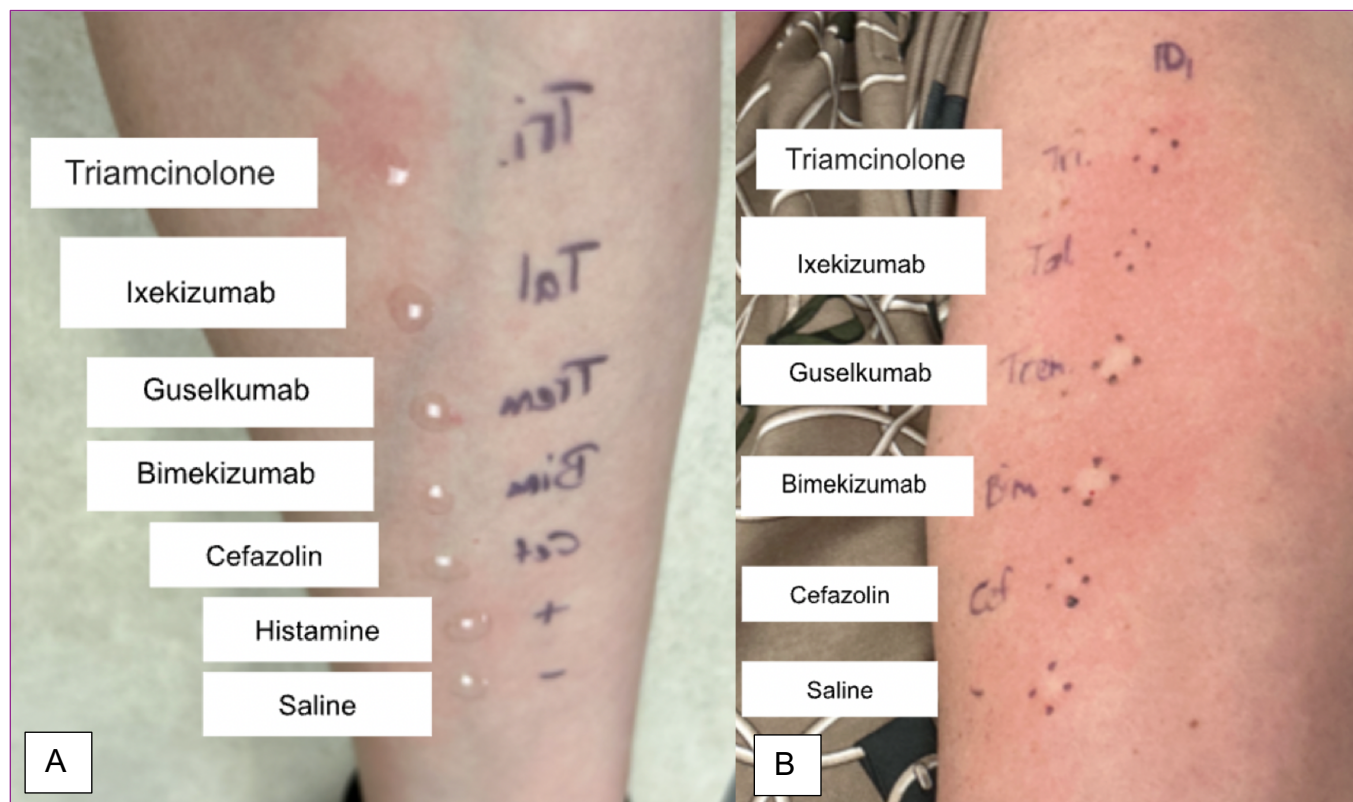 Triamcinolone
Tri.
Ixekizumab
Tal
Guselkumab
Trem
Bimekizumab
Bim
Cefazolin
Cef
Histamine
+
Saline
-
A
ID1
Triamcinolone
Tri.
Ixekizumab
Tal
Guselkumab
Trem.
Bimekizumab
Bim
Cefazolin
Cef
Saline
-
B